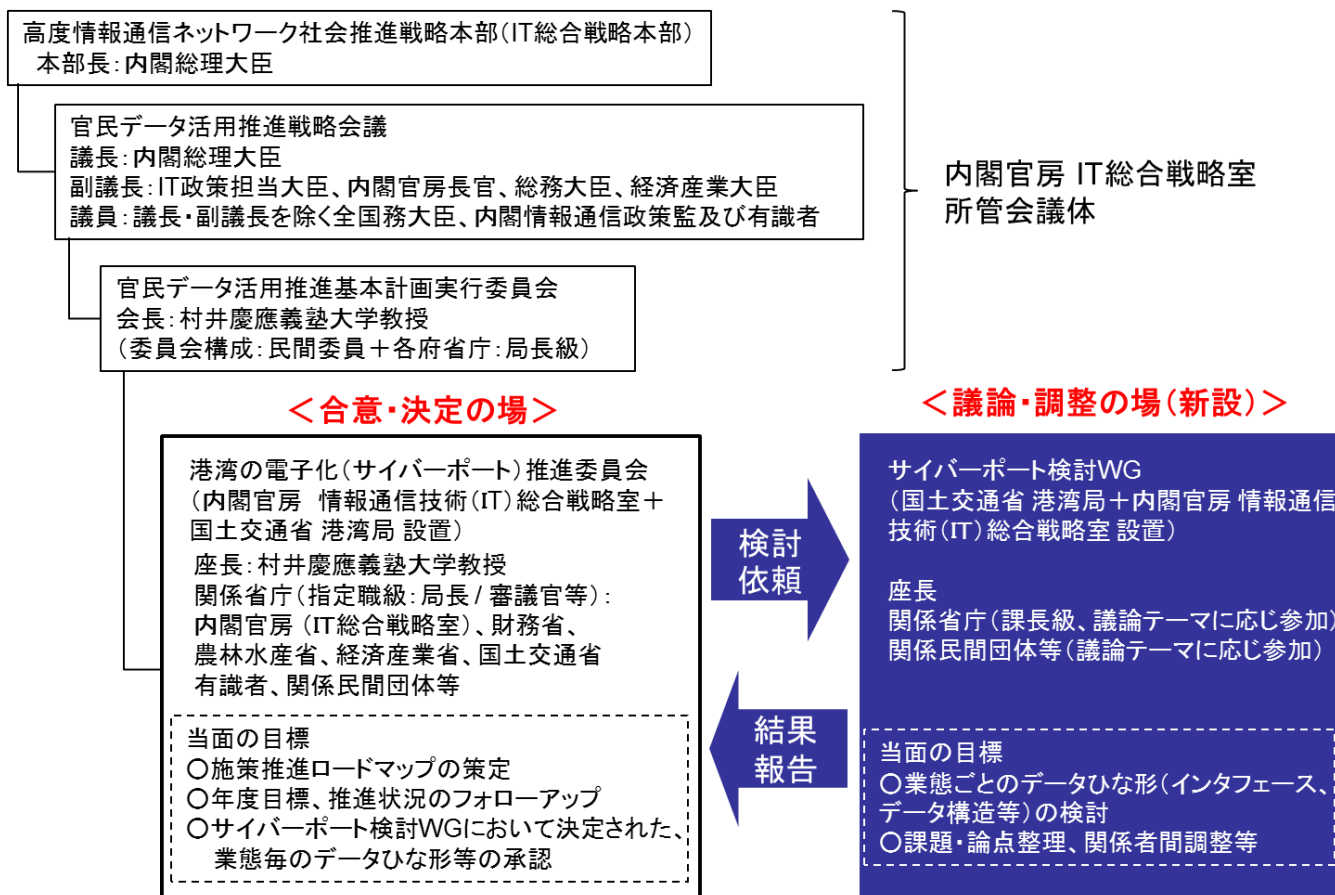 高度情報通信ネットワーク社会推進戦略本部（IT総合戦略本部）
本部長：内閣総理大臣
官民データ活用推進戦略会議
議長：内閣総理大臣
副議長：IT政策担当大臣、内閣官房長官、総務大臣、経済産業大臣
議員：議長・副議長を除く全国務大臣、内閣情報通信政策監及び有識者
内閣官房 IT総合戦略室
所管会議体
官民データ活用推進基本計画実行委員会
会長：村井慶應義塾大学教授
（委員会構成：民間委員＋各府省庁：局長級）
＜合意・決定の場＞
港湾の電子化（サイバーポート）推進委員会
（内閣官房 情報通信技術（IT）総合戦略室＋
国土交通省 港湾局 設置）
座長：村井慶應義塾大学教授
関係省庁（指定職級：局長 / 審議官等）：
内閣官房 （IT総合戦略室）、財務省、
農林水産省、経済産業省、国土交通省
有識者、関係民間団体等
当面の目標
○施策推進ロードマップの策定
○年度目標、推進状況のフォローアップ
○サイバーポート検討WGにおいて決定された、
業態毎のデータひな形等の承認
検討
依頼
結果
報告
＜議論・調整の場（新設）＞
サイバーポート検討WG
（国土交通省 港湾局＋内閣官房 情報通信
技術（IT）総合戦略室 設置）
座長
関係省庁（課長級、議論テーマに応じ参加）
関係民間団体等（議論テーマに応じ参加）
当面の目標
○業態ごとのデータひな形（インタフェース、
データ構造等）の検討
○課題・論点整理、関係者間調整等